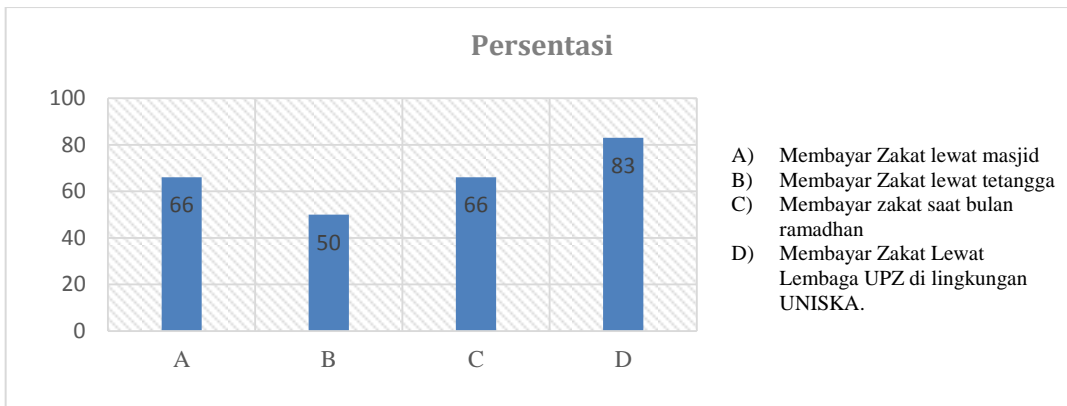 Persentasi
100
80
60
40
20
0
66
50
66
83
A
B
C
D
A) Membayar Zakat lewat masjid
B) Membayar Zakat lewat tetangga
C) Membayar zakat saat bulan
ramadhan
D) Membayar Zakat Lewat
Lembaga UPZ di lingkungan
UNISKA.